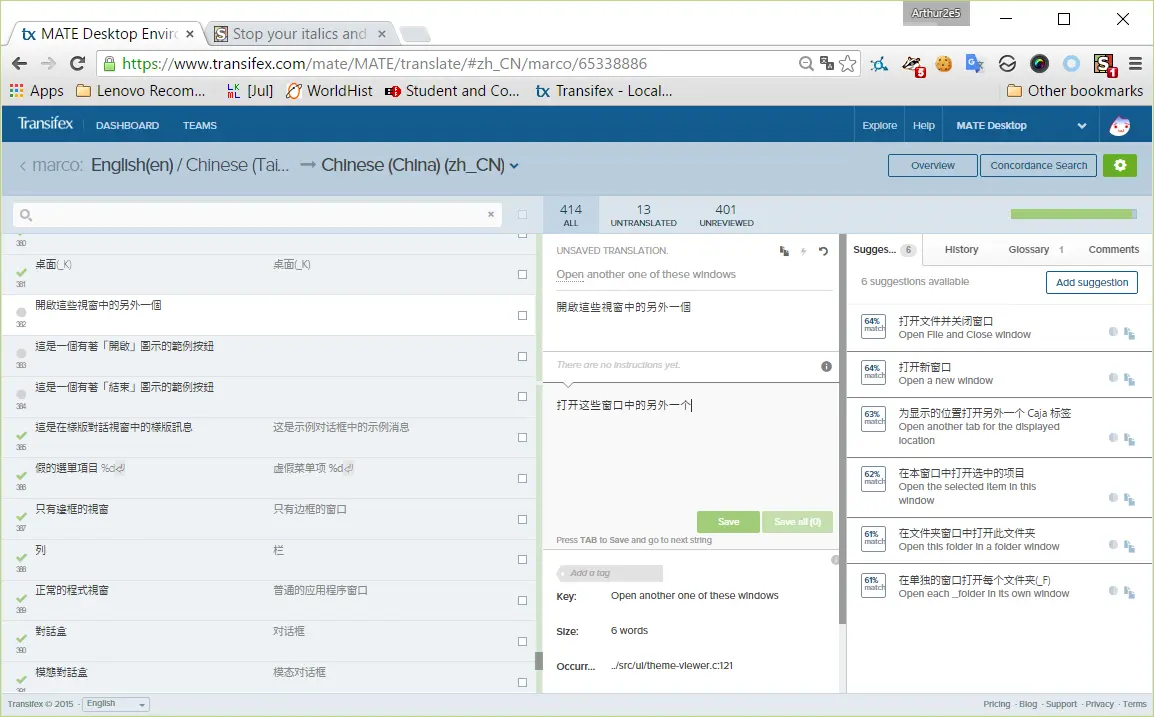 Arthur2e5
tx MATE Desktop Enviro
Stop your italics and
https://www.transifex.com/mate/MATE/translate/#zh_CN/marco/65338886
5
1
Apps
Lenovo Recom...
LKML
[Jul]
WorldHist
Student and Co...
tx Transifex - Local...
Other bookmarks
Transifex
DASHBOARD
TEAMS
Explore
Help
MATE Desktop
marco: English(en) / Chinese (Tai... → Chinese (China) (zh_CN)
Overview
Concordance Search
414
ALL
13
UNTRANSLATED
401
UNREVIEWED
380
桌面(_K) 桌面(_K)
381
開啟這些視窗中的另外一個
382
這是一個有著「開啟」圖示的範例按鈕
383
這是一個有著「結束」圖示的範例按鈕
384
這是在樣版對話視窗中的樣版訊息 这是示例对话框中的示例消息
385
假的選單項目 %d⏎ 虚假菜单项 %d⏎
386
只有邊框的視窗 只有边框的窗口
387
列 栏
388
正常的程式視窗 普通的应用程序窗口
389
對話盒 对话框
390
模態對話盒 模态对话框
391
UNSAVED TRANSLATION.
Open another one of these windows
開啟這些視窗中的另外一個
There are no instructions yet.
打开这些窗口中的另外一个
Save
Save all (0)
Press TAB to Save and go to next string
Add a tag
Key: Open another one of these windows
Size: 6 words
Occurr... ../src/ui/theme-viewer.c:121
Sugges... 6
History
Glossary 1
Comments
6 suggestions available
Add suggestion
64% match
打开文件并关闭窗口
Open File and Close window
64% match
打开新窗口
Open a new window
63% match
为显示的位置打开另外一个 Caja 标签
Open another tab for the displayed
location
62% match
在本窗口中打开选中的项目
Open the selected item in this
window
61% match
在文件夹窗口中打开此文件夹
Open this folder in a folder window
61% match
在单独的窗口打开每个文件夹(_F)
Open each _folder in its own window
Transifex © 2015 · English
Pricing · Blog · Support · Privacy · Terms